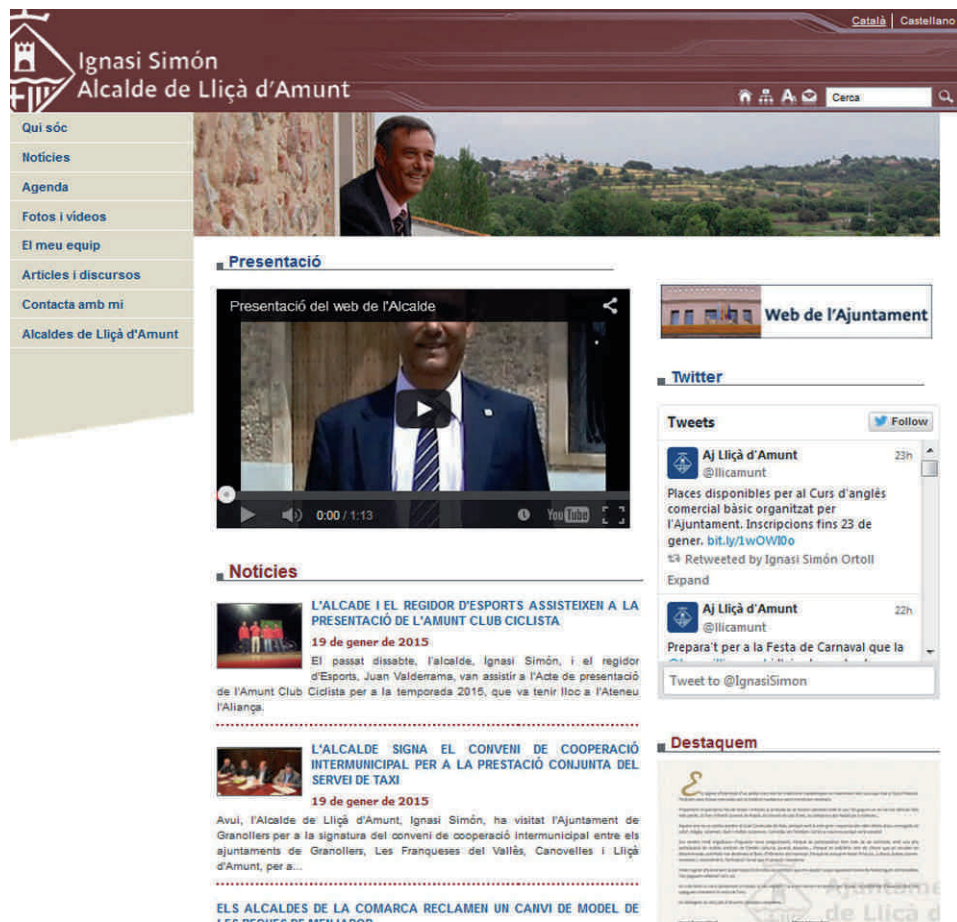 Català | Castellano
Ignasi Simón
Alcalde de Lliçà d'Amunt
Cerca
Qui sóc
Notícies
Agenda
Fotos i vídeos
El meu equip
Articles i discursos
Contacta amb mi
Alcaldes de Lliçà d'Amunt
Presentació
Presentació del web de l'Alcalde
0:00 / 1:13
YouTube
Noticies
L'ALCADE I EL REGIDOR D'ESPORTS ASSISTEIXEN A LA
PRESENTACIÓ DE L'AMUNT CLUB CICLISTA
19 de gener de 2015
El passat dissabte, l'alcalde, Ignasi Simón, i el regidor
d'Esports, Juan Valderrama, van assistir a l'Acte de presentació
de l'Amunt Club Ciclista per a la temporada 2015, que va tenir lloc a l'Ateneu
l'Aliança.
L'ALCALDE SIGNA EL CONVENI DE COOPERACIÓ
INTERMUNICIPAL PER A LA PRESTACIÓ CONJUNTA DEL
SERVEI DE TAXI
19 de gener de 2015
Avui, l'Alcalde de Lliçà d'Amunt, Ignasi Simón, ha visitat l'Ajuntament de
Granollers per a la signatura del conveni de cooperació intermunicipal entre els
ajuntaments de Granollers, Les Franqueses del Vallès, Canovelles i Lliçà
d'Amunt, per a...
ELS ALCALDES DE LA COMARCA RECLAMEN UN CANVI DE MODEL DE
Web de l'Ajuntament
Twitter
Tweets
Follow
Aj Lliçà d'Amunt 23h
@llicamunt
Places disponibles per al Curs d'anglès
comercial bàsic organitzat per
l'Ajuntament. Inscripcions fins 23 de
gener. bit.ly/1wOWI0o
Retweeted by Ignasi Simón Ortoll
Expand
Aj Lliçà d'Amunt 22h
@llicamunt
Prepara't per a la Festa de Carnaval que la
Tweet to @IgnasiSimon
Destaquem
Ajuntame
de Lliçà d